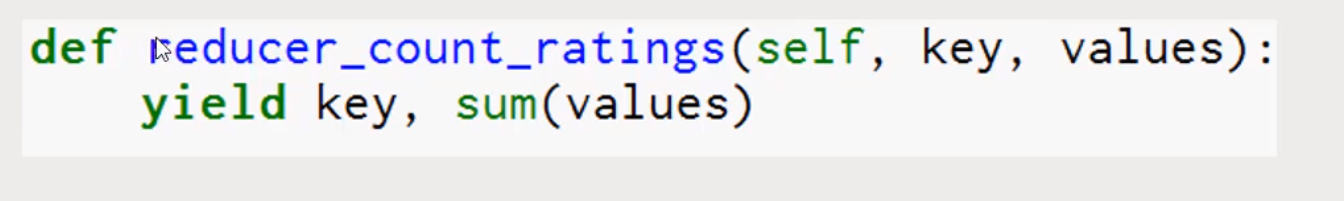 def reducer_count_ratings(self, key, values):
    yield key, sum(values)